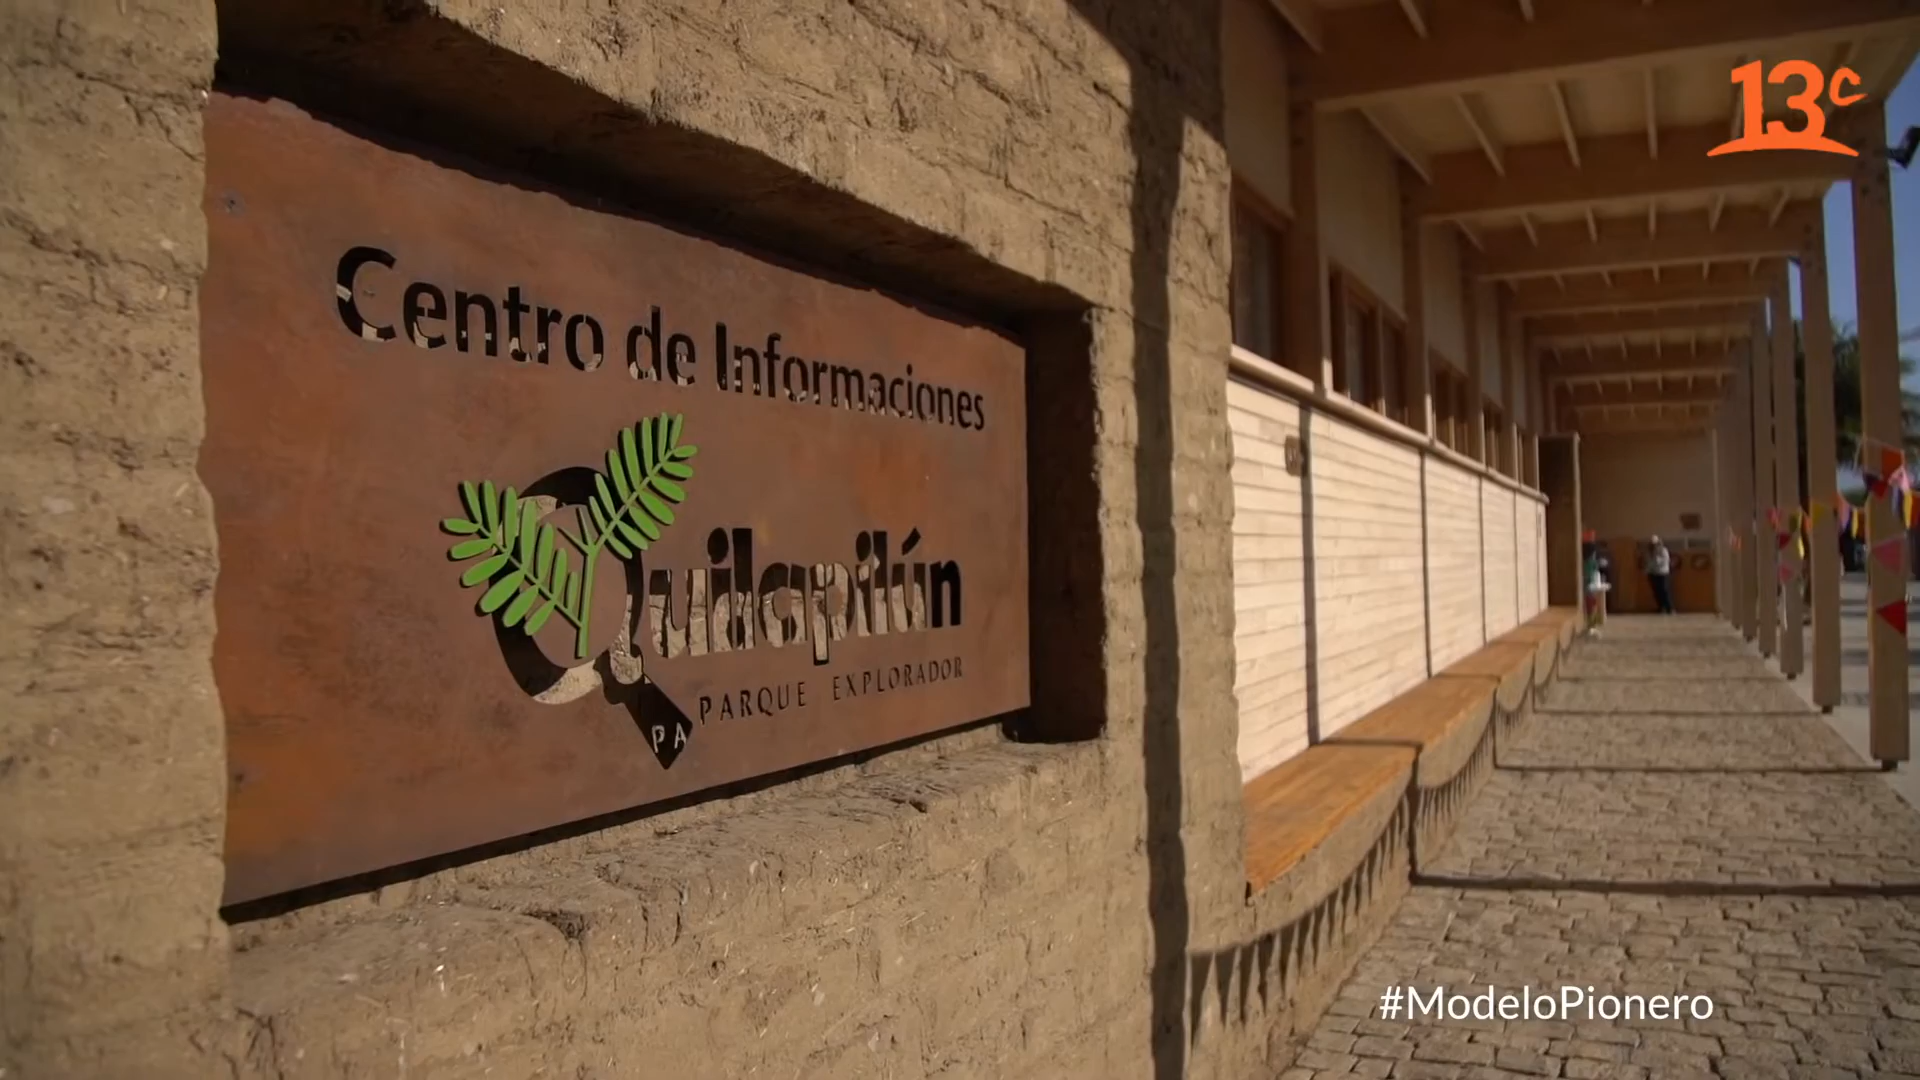 13c
Centro de Informaciones
Quilapilún
PARQUE EXPLORADOR
PA
#ModeloPionero